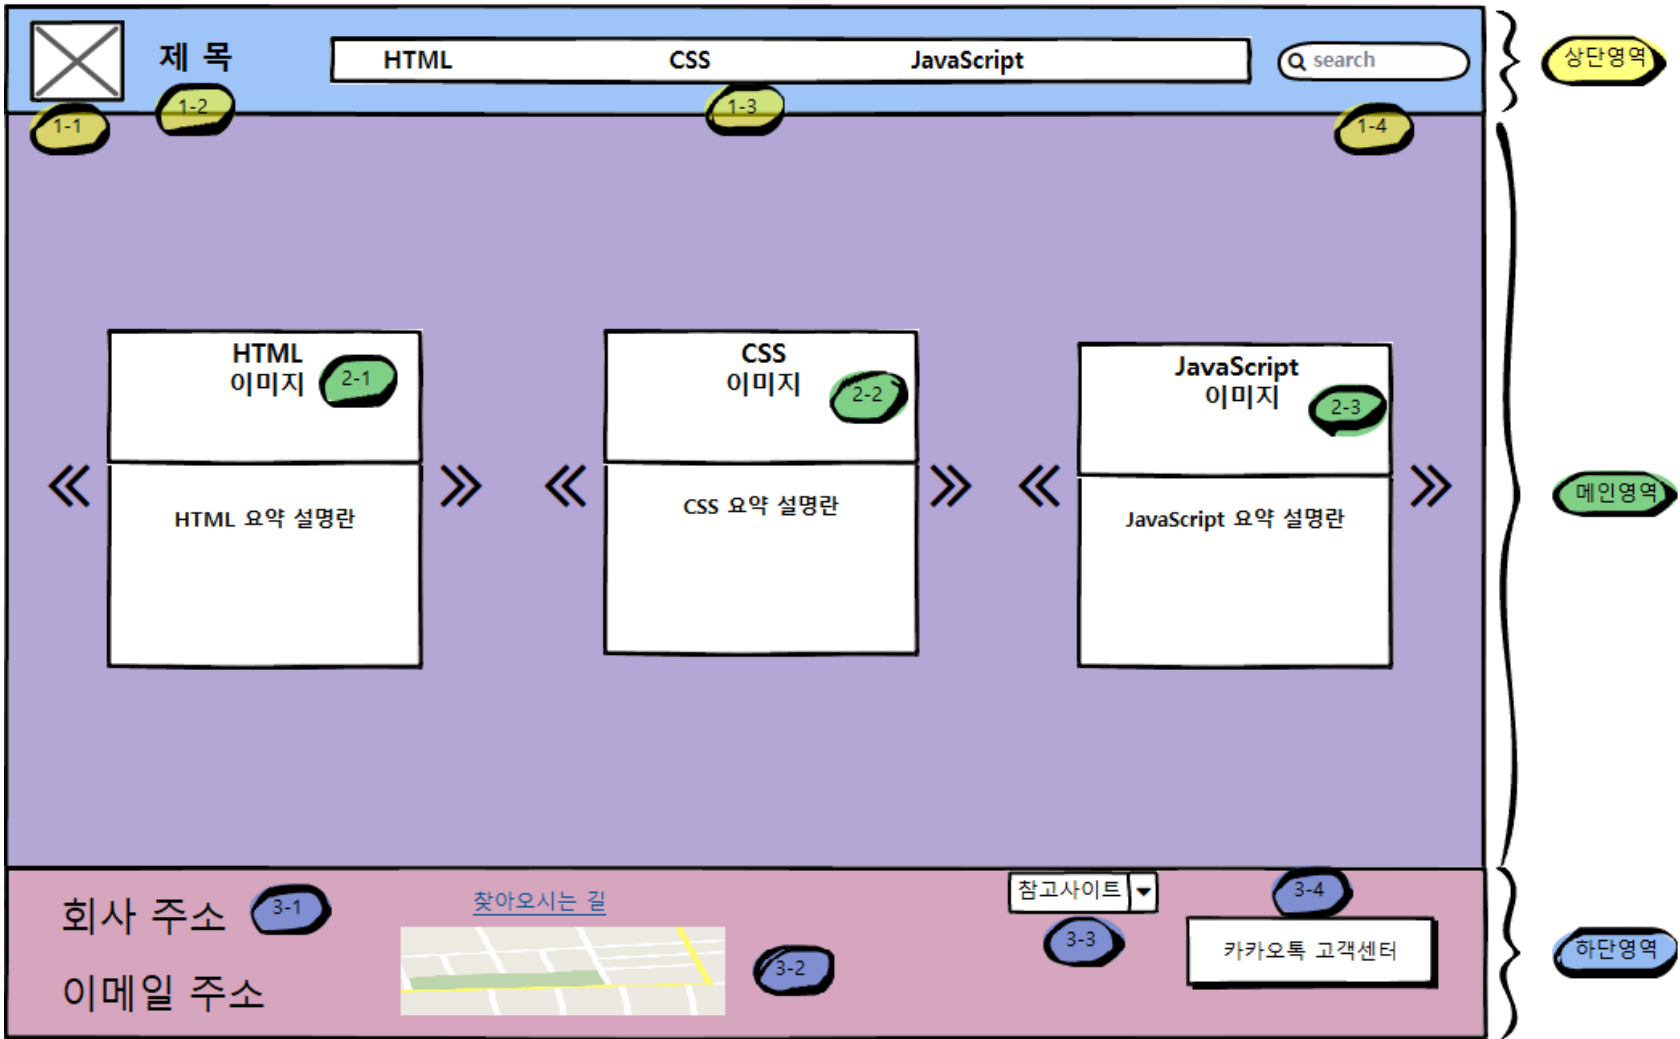 제 목
HTML
CSS
JavaScript
search
상단영역
1-1
1-2
1-3
1-4
HTML
이미지
2-1
CSS
이미지
2-2
JavaScript
이미지
2-3
HTML 요약 설명란
CSS 요약 설명란
JavaScript 요약 설명란
메인영역
회사 주소
3-1
이메일 주소
찾아오시는 길
3-2
참고사이트
3-3
3-4
카카오톡 고객센터
하단영역